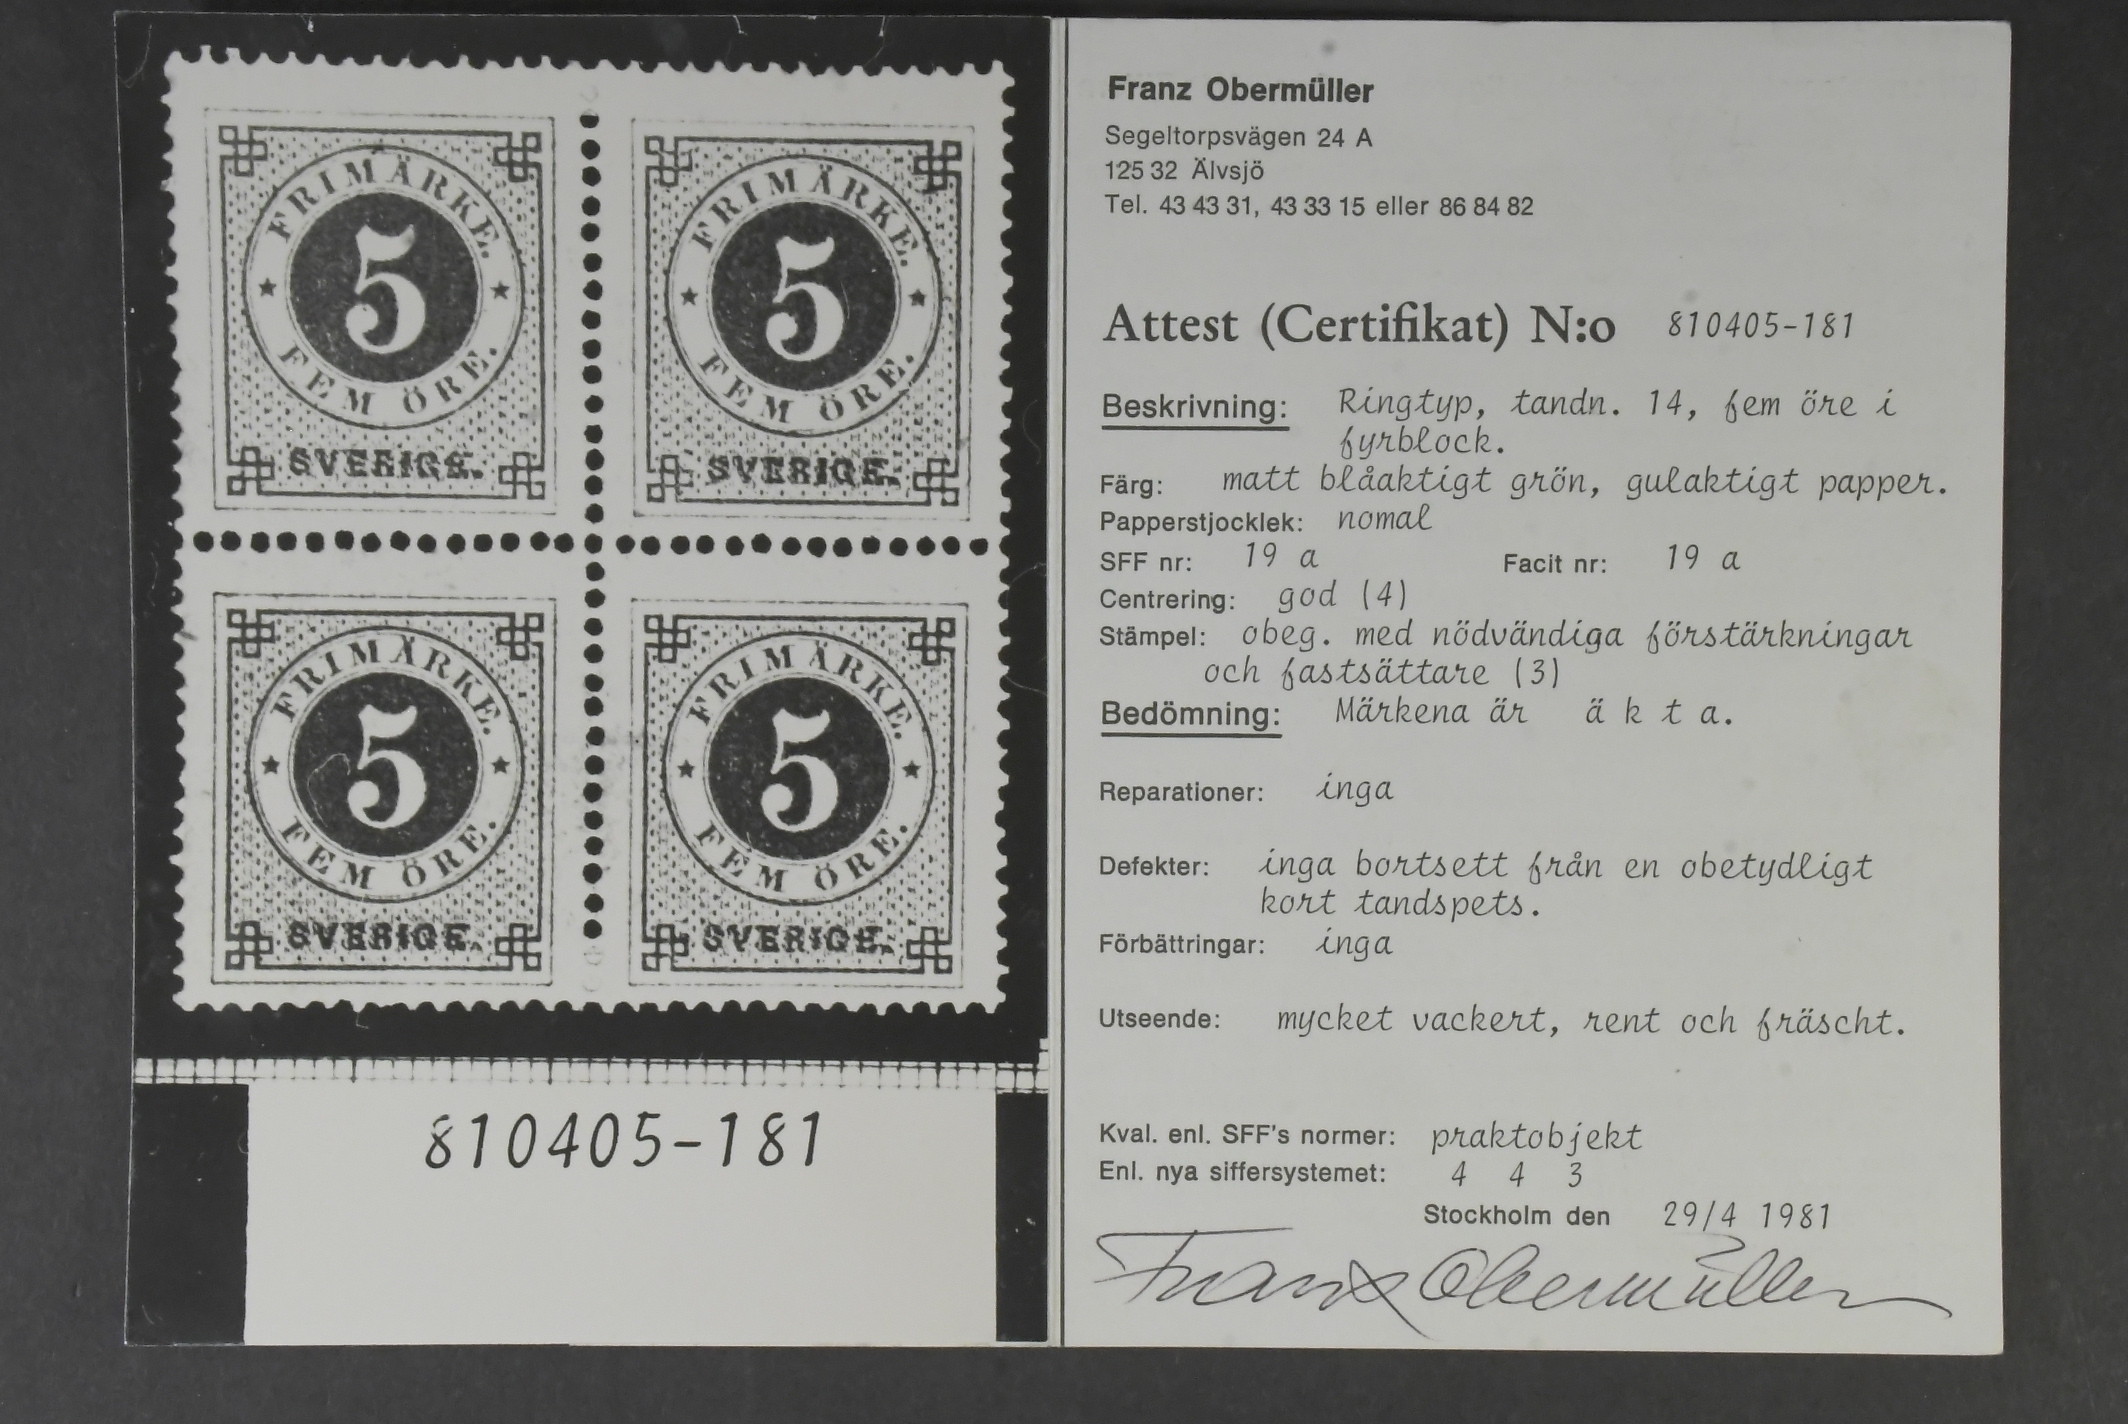 FRIMÄRKE.
5
FEM ÖRE.
SVERIGE.
FRIMÄRKE.
5
FEM ÖRE.
SVERIGE.
FRIMÄRKE.
5
FEM ÖRE.
SVERIGE.
FRIMÄRKE.
5
FEM ÖRE.
SVERIGE.
810405-181
Franz Obermüller
Segeltorpsvägen 24 A
125 32 Älvsjö
Tel. 43 43 31, 43 33 15 eller 86 84 82
Attest (Certifikat) N:o 810405-181
Beskrivning: Ringtyp, tandn. 14, fem öre i
fyrblock.
Färg: matt blåaktigt grön, gulaktigt papper.
Papperstjocklek: nomal
SFF nr: 19 a Facit nr: 19 a
Centrering: god (4)
Stämpel: obeg. med nödvändiga förstärkningar
och fastsättare (3)
Bedömning: Märkena är ä k t a.
Reparationer: inga
Defekter: inga bortsett från en obetydligt
kort tandspets.
Förbättringar: inga
Utseende: mycket vackert, rent och fräscht.
Kval. enl. SFF's normer: praktobjekt
Enl. nya siffersystemet: 4 4 3
Stockholm den 29/4 1981
Franz Obermüller